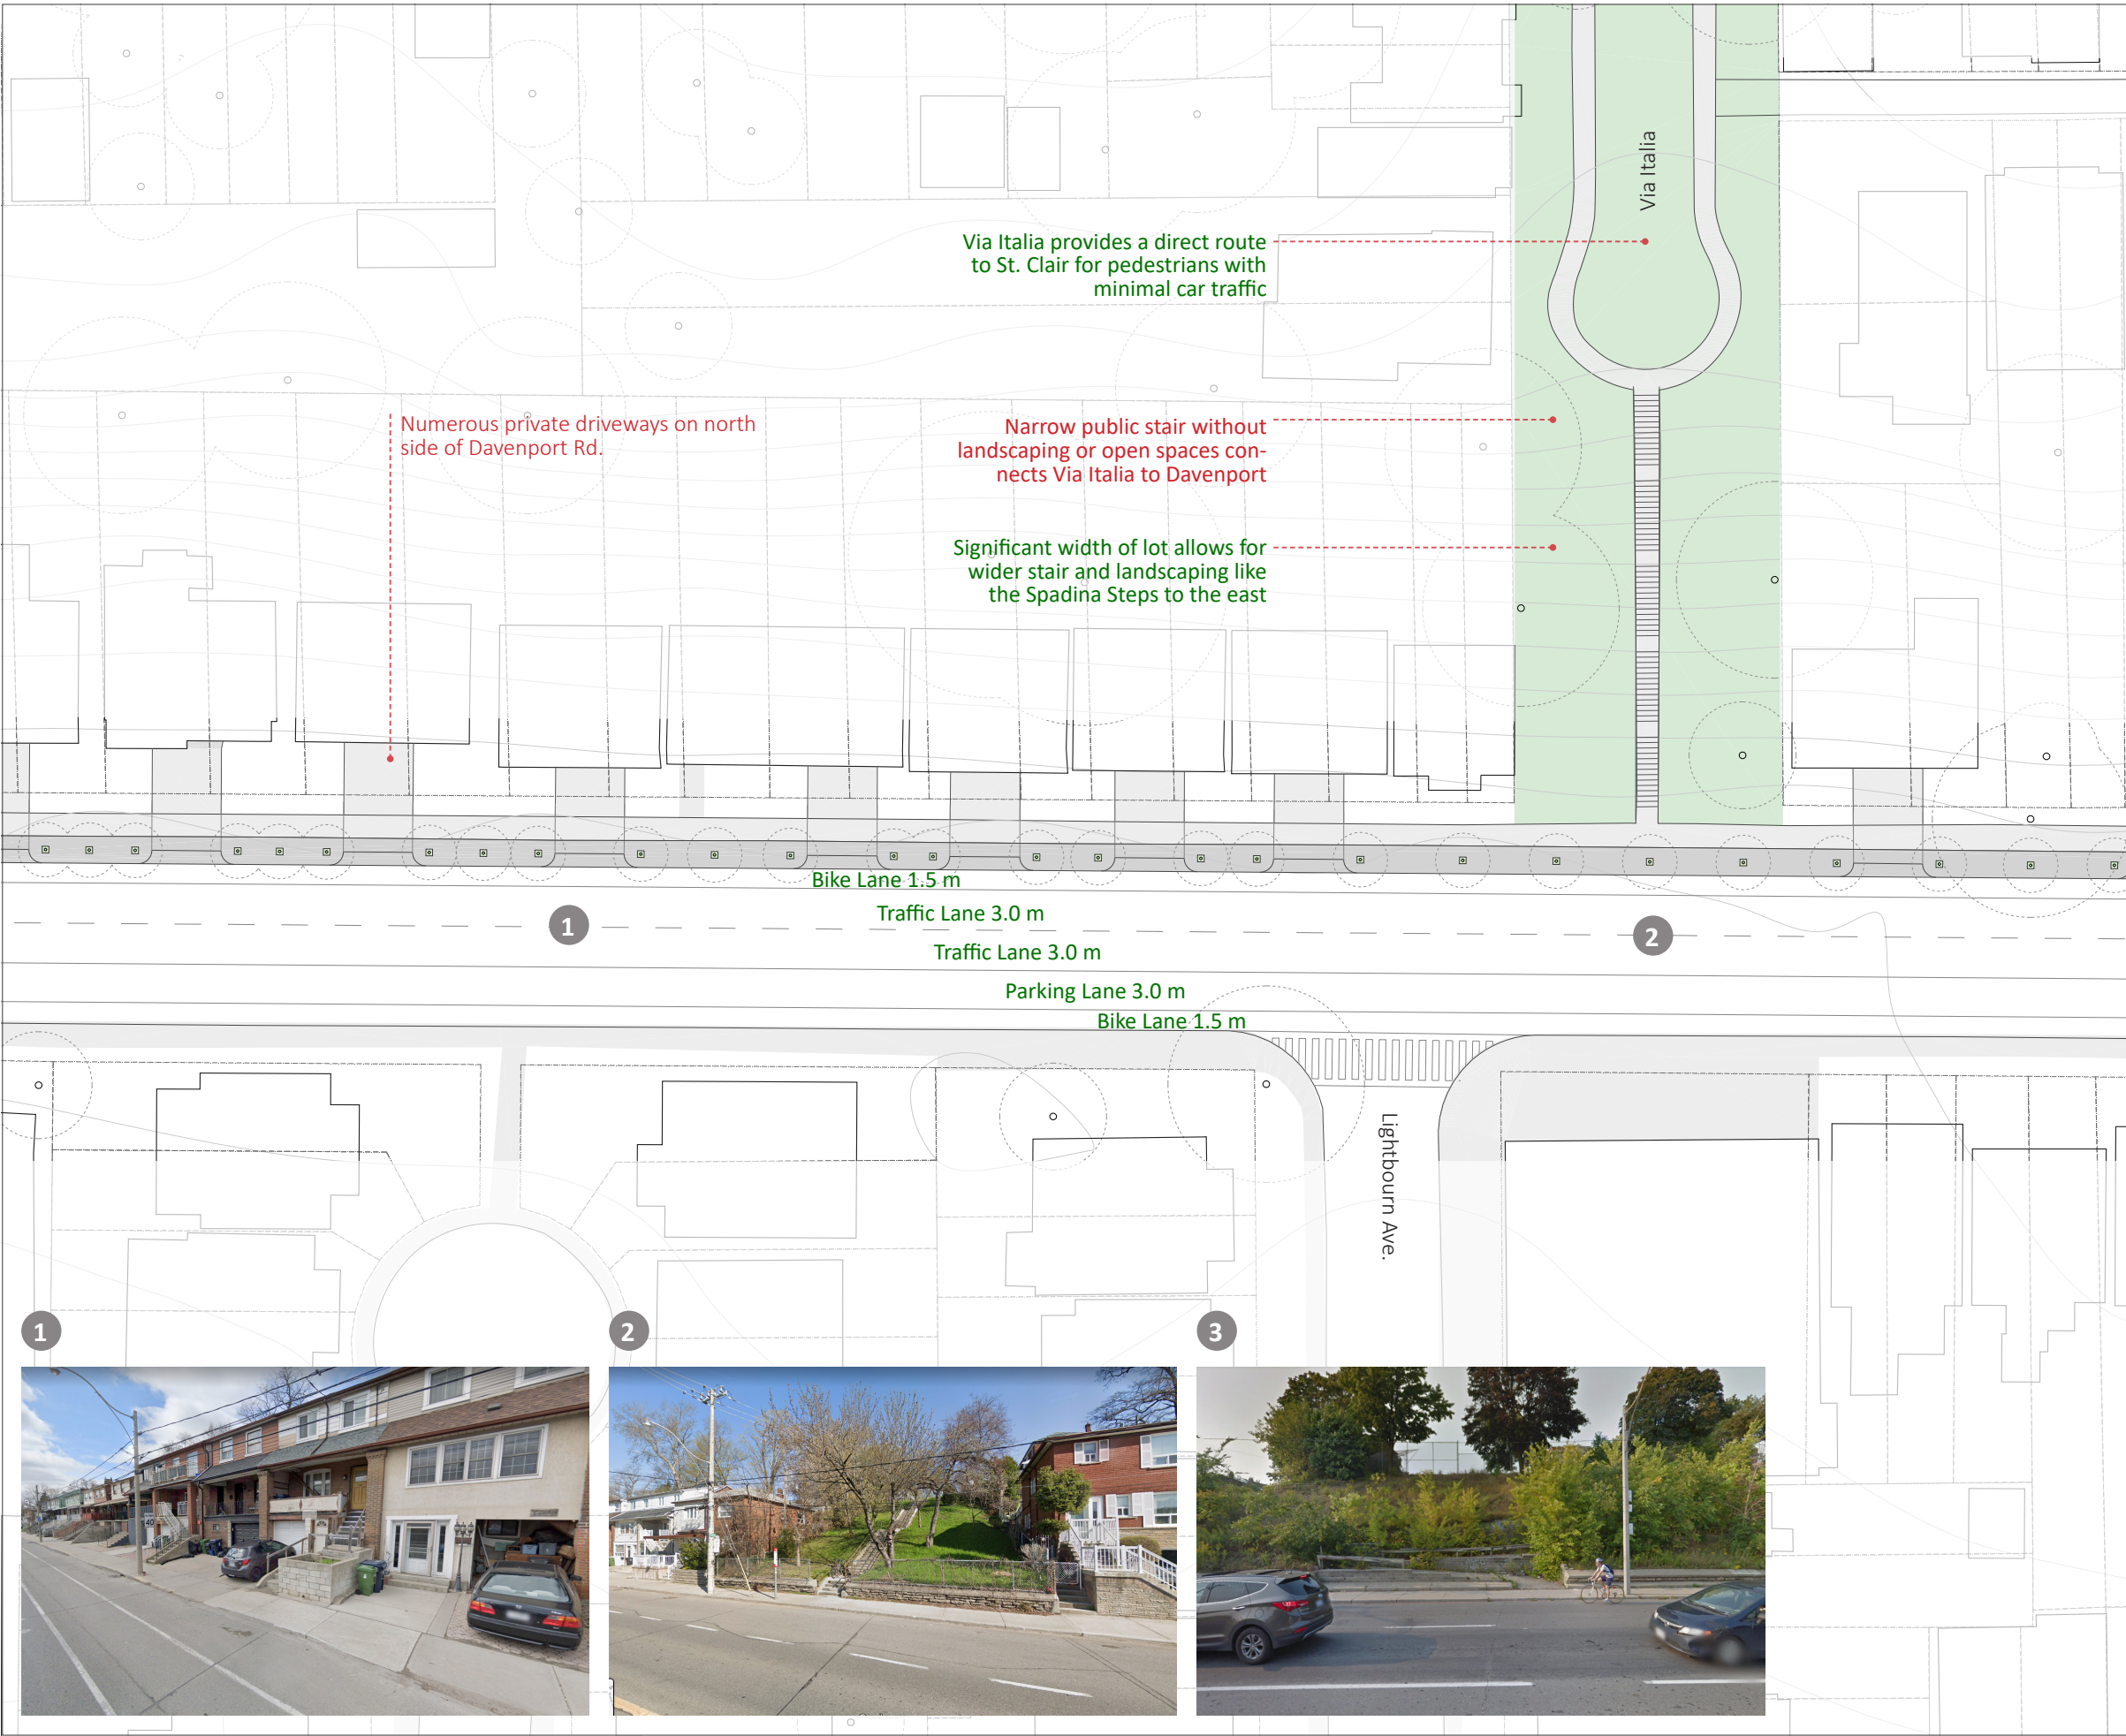 Via Italia
Via Italia provides a direct route
to St. Clair for pedestrians with
minimal car traffic
Numerous private driveways on north
side of Davenport Rd.
Narrow public stair without
landscaping or open spaces con-
nects Via Italia to Davenport
Significant width of lot allows for
wider stair and landscaping like
the Spadina Steps to the east
Bike Lane 1.5 m
Traffic Lane 3.0 m
1
2
Traffic Lane 3.0 m
Parking Lane 3.0 m
Bike Lane 1.5 m
Lightbourn Ave.
1
2
3
40